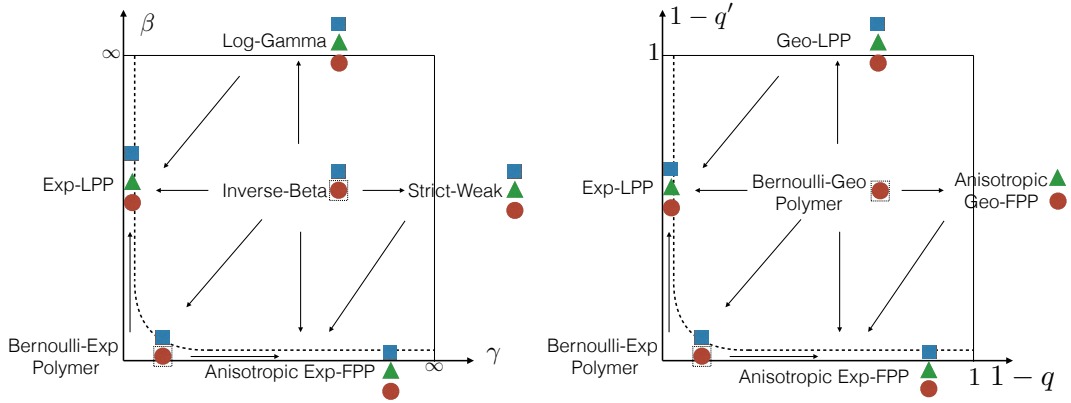 β
Log-Gamma
∞
Exp-LPP
Inverse-Beta
Strict-Weak
Bernoulli-Exp
Polymer
Anisotropic Exp-FPP
∞
γ
1 − q′
Geo-LPP
1
Exp-LPP
Bernoulli-Geo
Polymer
Anisotropic
Geo-FPP
Bernoulli-Exp
Polymer
Anisotropic Exp-FPP
1
1 − q